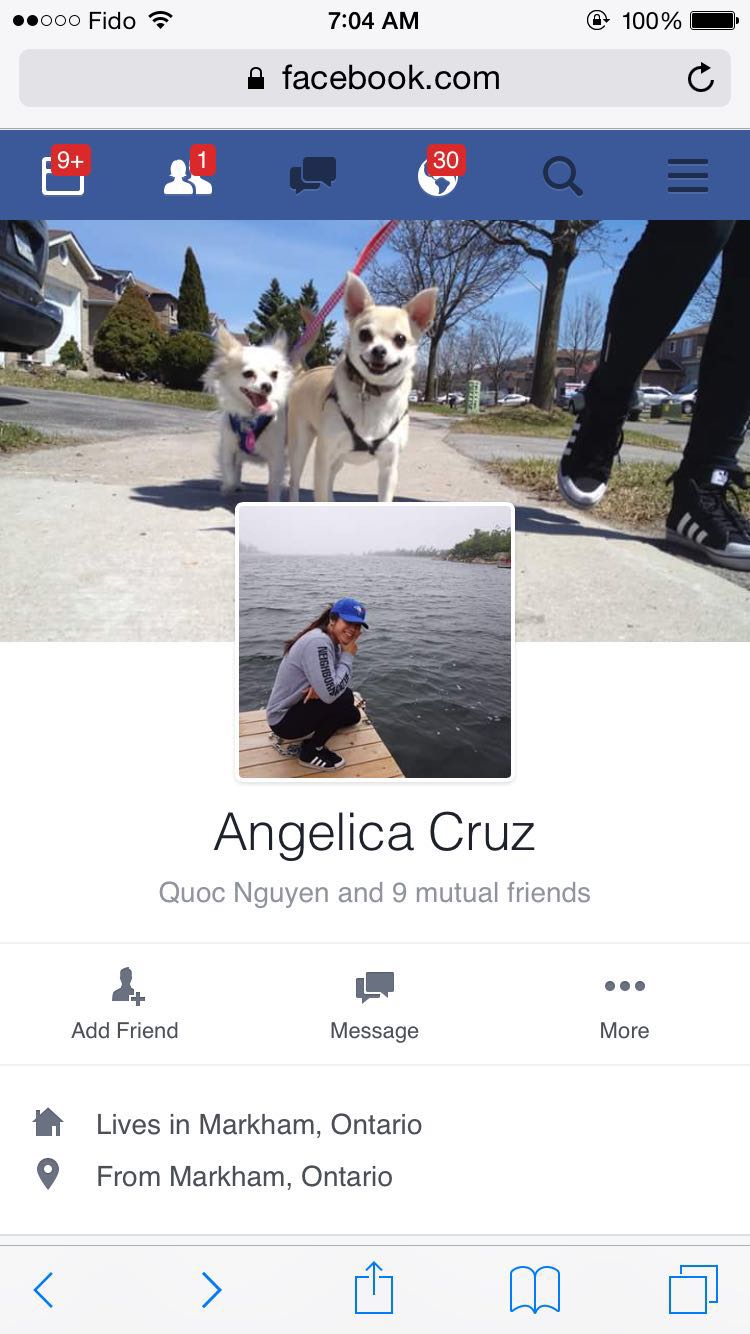 Fido 7:04 AM 100%
facebook.com
9+ 1 30
NEIGHBORH
Angelica Cruz
Quoc Nguyen and 9 mutual friends
Add Friend Message More
Lives in Markham, Ontario
From Markham, Ontario